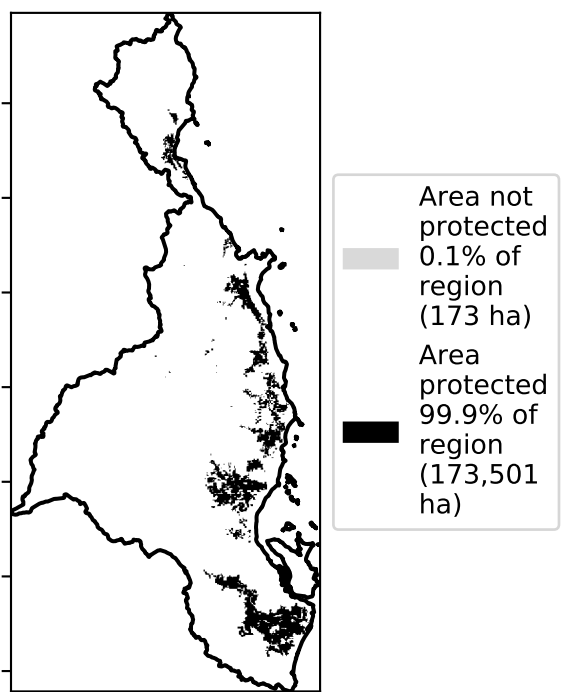 Area not
protected
0.1% of
region
(173 ha)
Area
protected
99.9% of
region
(173,501
ha)